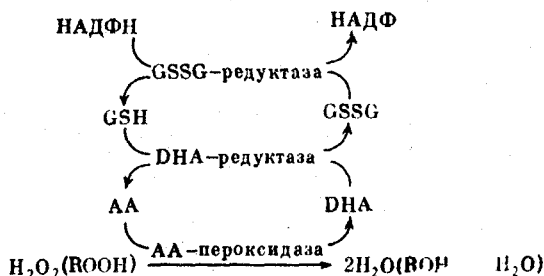 НАДФН НАДФ
GSSG-редуктаза
GSH GSSG
DHA-редуктаза
AA DHA
AA-пероксидаза
H₂O₂(ROOH) 2H₂O(ROH H₂O)